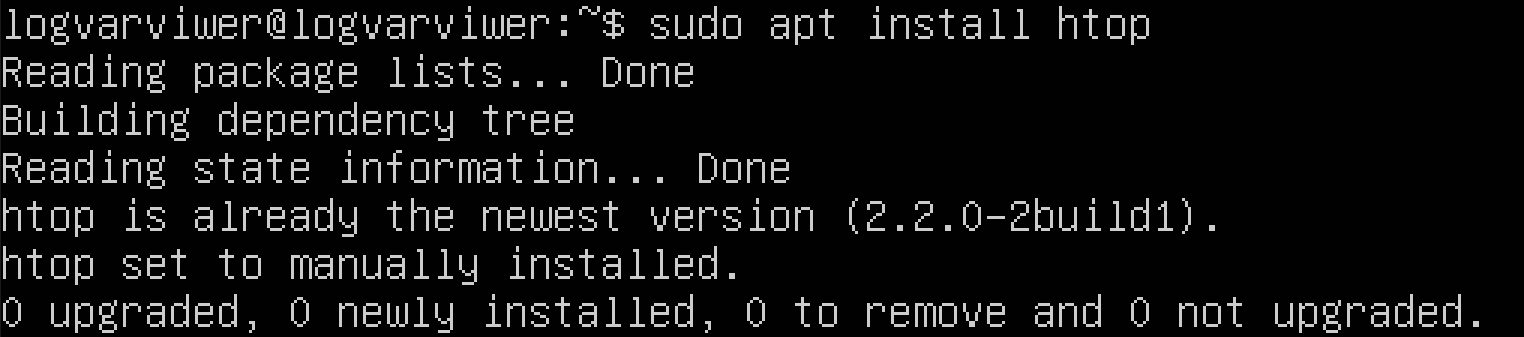 logvarviwer@logvarviwer:~$ sudo apt install htop
Reading package lists... Done
Building dependency tree
Reading state information... Done
htop is already the newest version (2.2.0-2build1).
htop set to manually installed.
0 upgraded, 0 newly installed, 0 to remove and 0 not upgraded.